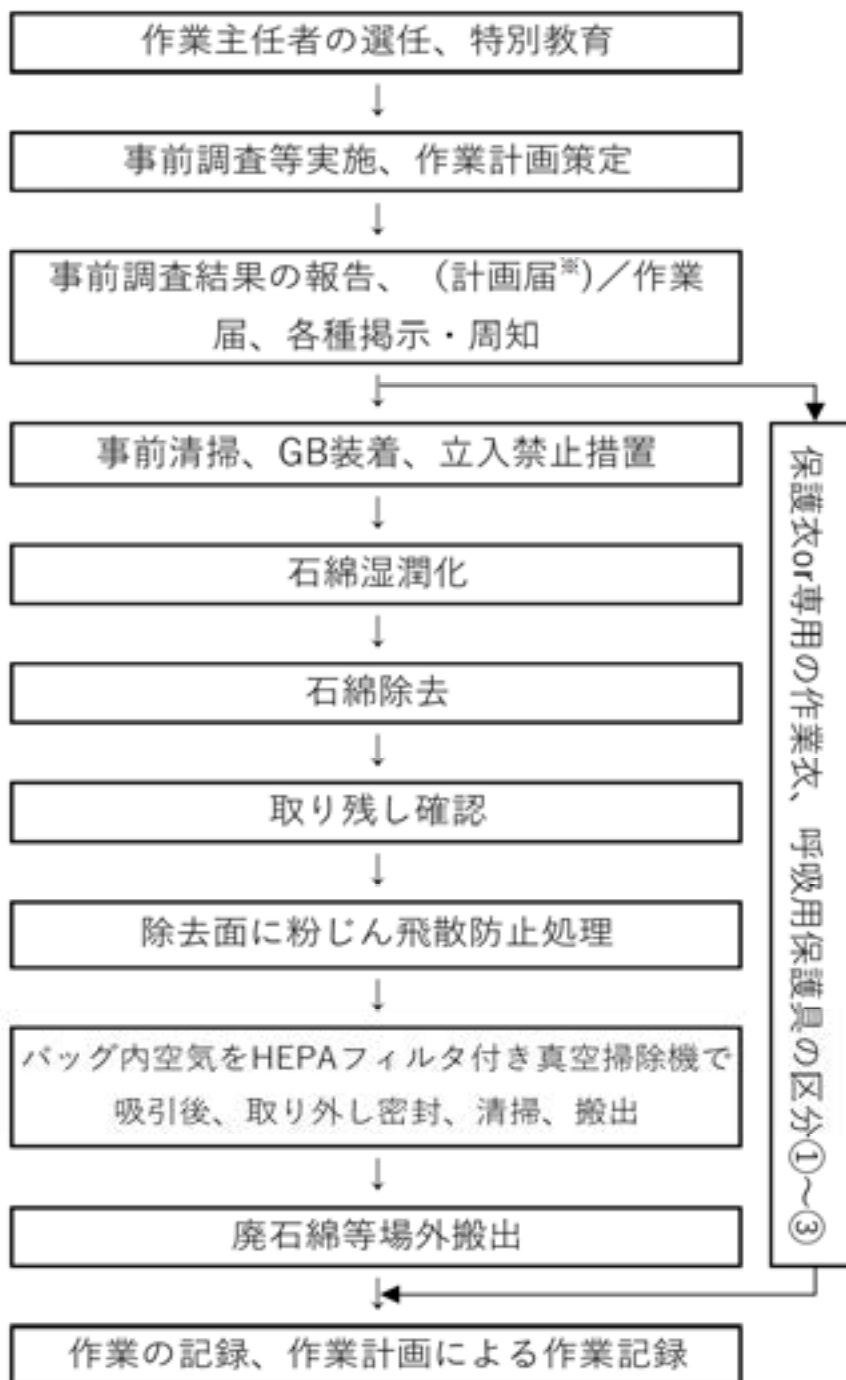 作業主任者の選任、特別教育
↓
事前調査等実施、作業計画策定
↓
事前調査結果の報告、（計画届※)／作業
届、各種掲示・周知
↓
事前清掃、GB装着、立入禁止措置
↓
石綿湿潤化
↓
石綿除去
↓
取り残し確認
↓
除去面に粉じん飛散防止処理
↓
バッグ内空気をHEPAフィルタ付き真空掃除機で
吸引後、取り外し密封、清掃、搬出
↓
廃石綿等場外搬出
↓
作業の記録、作業計画による作業記録
保護衣or専用の作業衣、呼吸用保護具の区分①～③